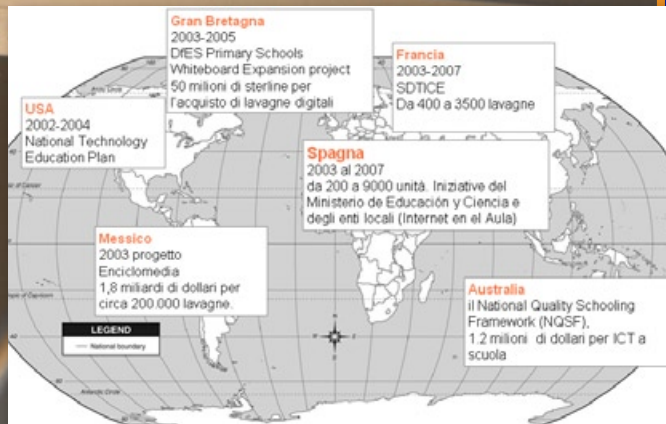 Gran Bretagna
2003-2005
DfES Primary Schools
Whiteboard Expansion project
50 milioni di sterline per
l'acquisto di lavagne digitali
Francia
2003-2007
SDTICE
Da 400 a 3500 lavagne
USA
2002-2004
National Technology
Education Plan
Spagna
2003 al 2007
da 200 a 9000 unità. Iniziative del
Ministerio de Educación y Ciencia e
degli enti locali (Internet en el Aula)
Messico
2003 progetto
Enciclomedia
1,8 miliardi di dollari per
circa 200.000 lavagne.
Australia
il National Quality Schooling
Framework (NQSF),
1.2 milioni di dollari per ICT a
scuola
LEGEND
National boundary
Antarctic Circle